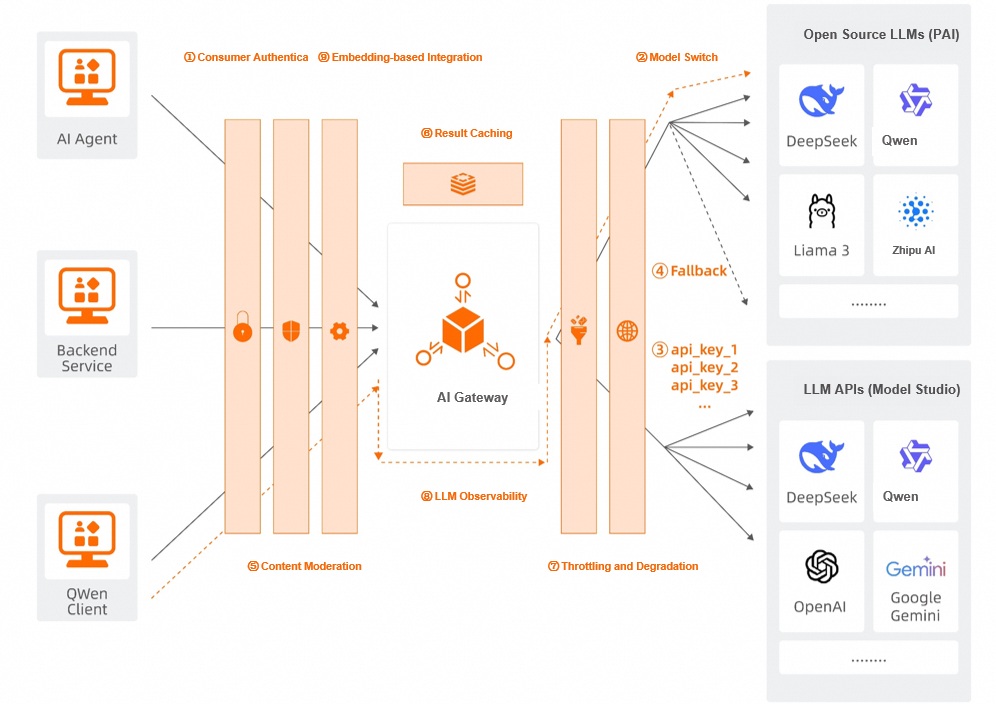 Open Source LLMs (PAI)
① Consumer Authentica
⑨ Embedding-based Integration
② Model Switch
AI Agent
DeepSeek
Qwen
⑥ Result Caching
Liama 3
Zhipu AI
④ Fallback
........
Backend
Service
③ api_key_1
api_key_2
api_key_3
...
AI Gateway
LLM APIs (Model Studio)
DeepSeek
Qwen
⑧ LLM Observability
⑤ Content Moderation
⑦ Throttling and Degradation
QWen
Client
OpenAI
Gemini
Google
Gemini
........